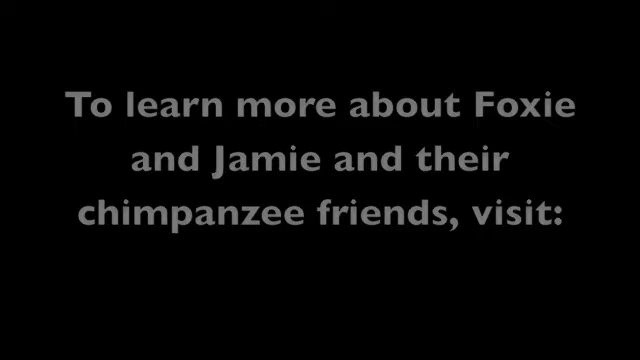 To learn more about Foxie
and Jamie and their
chimpanzee friends, visit: